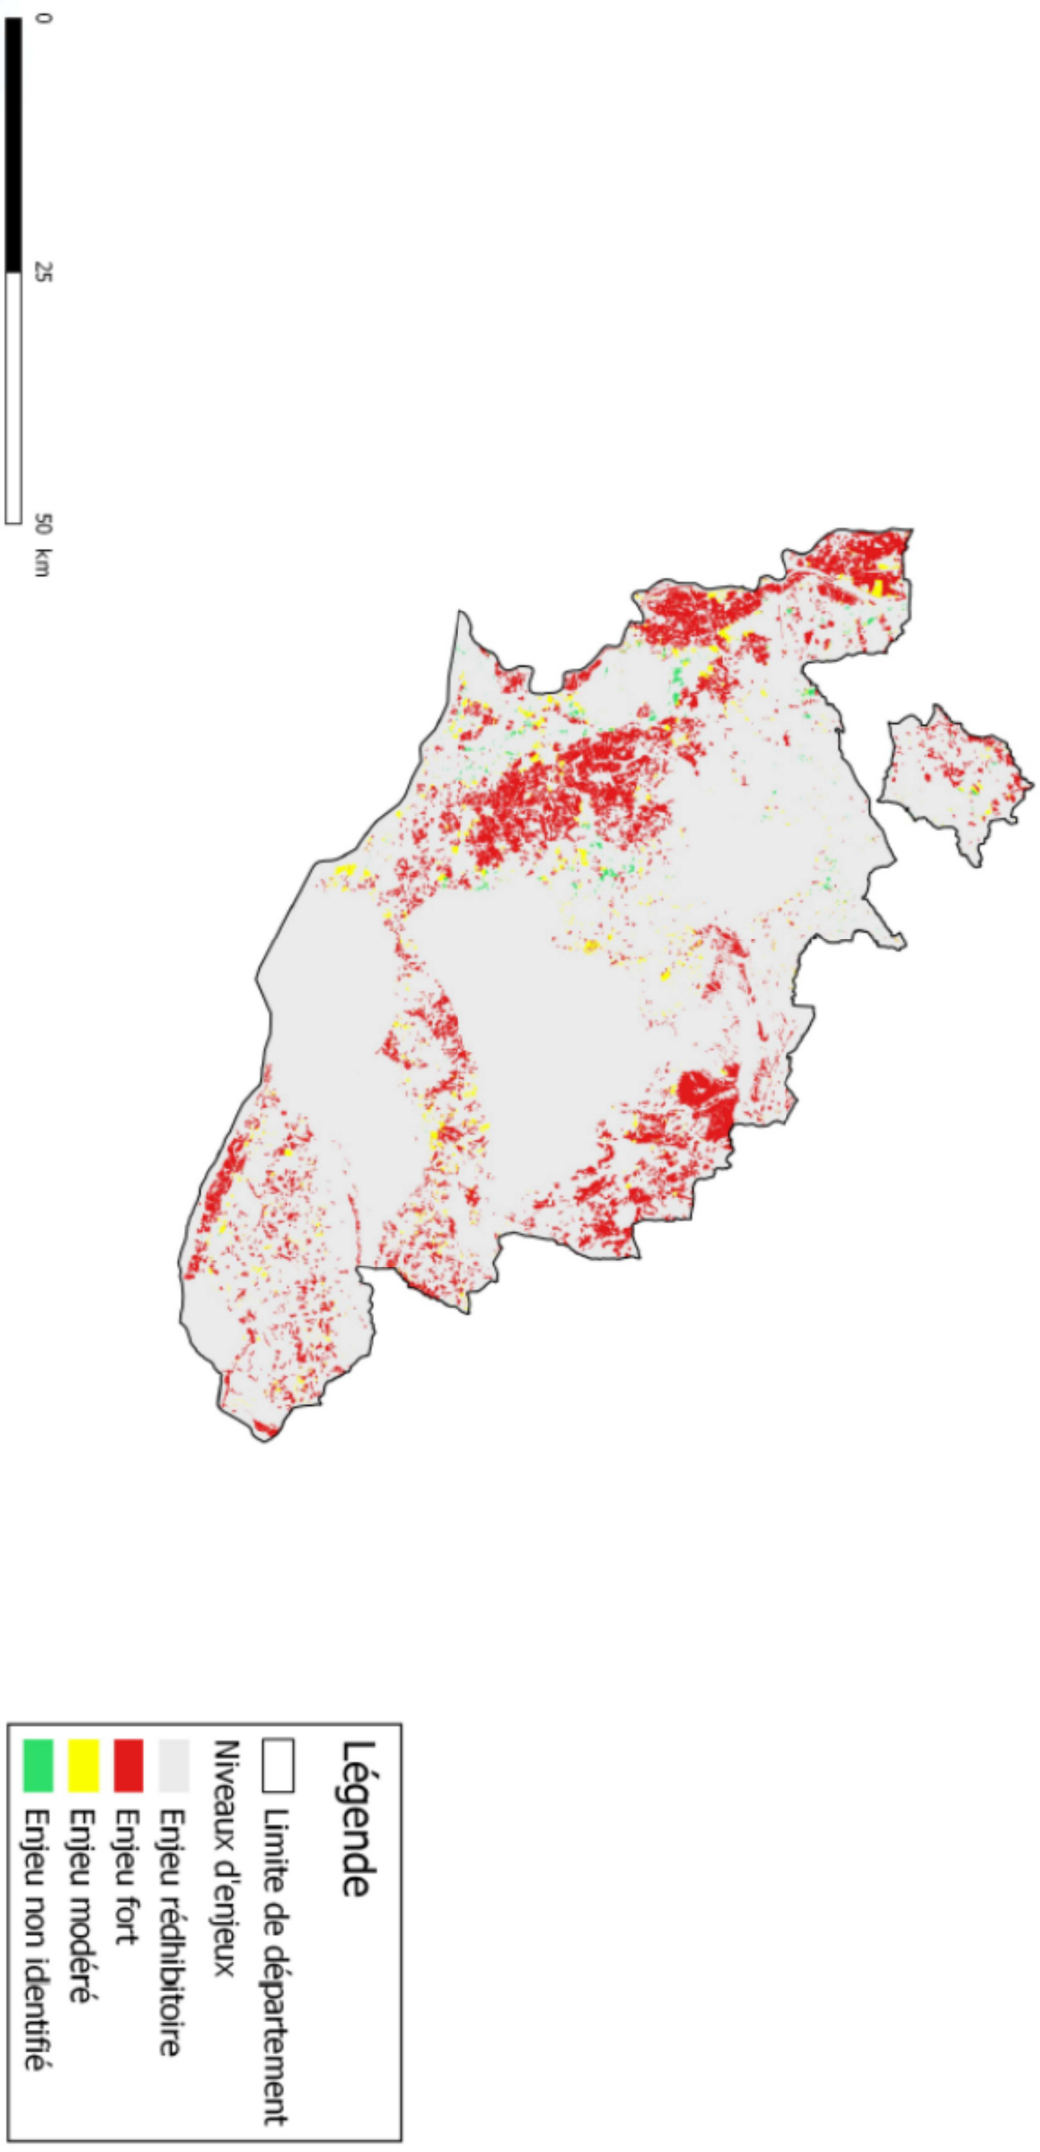 0 25 50 km
Légende
Limite de département
Niveaux d'enjeux
Enjeu rédhibitoire
Enjeu fort
Enjeu modéré
Enjeu non identifié